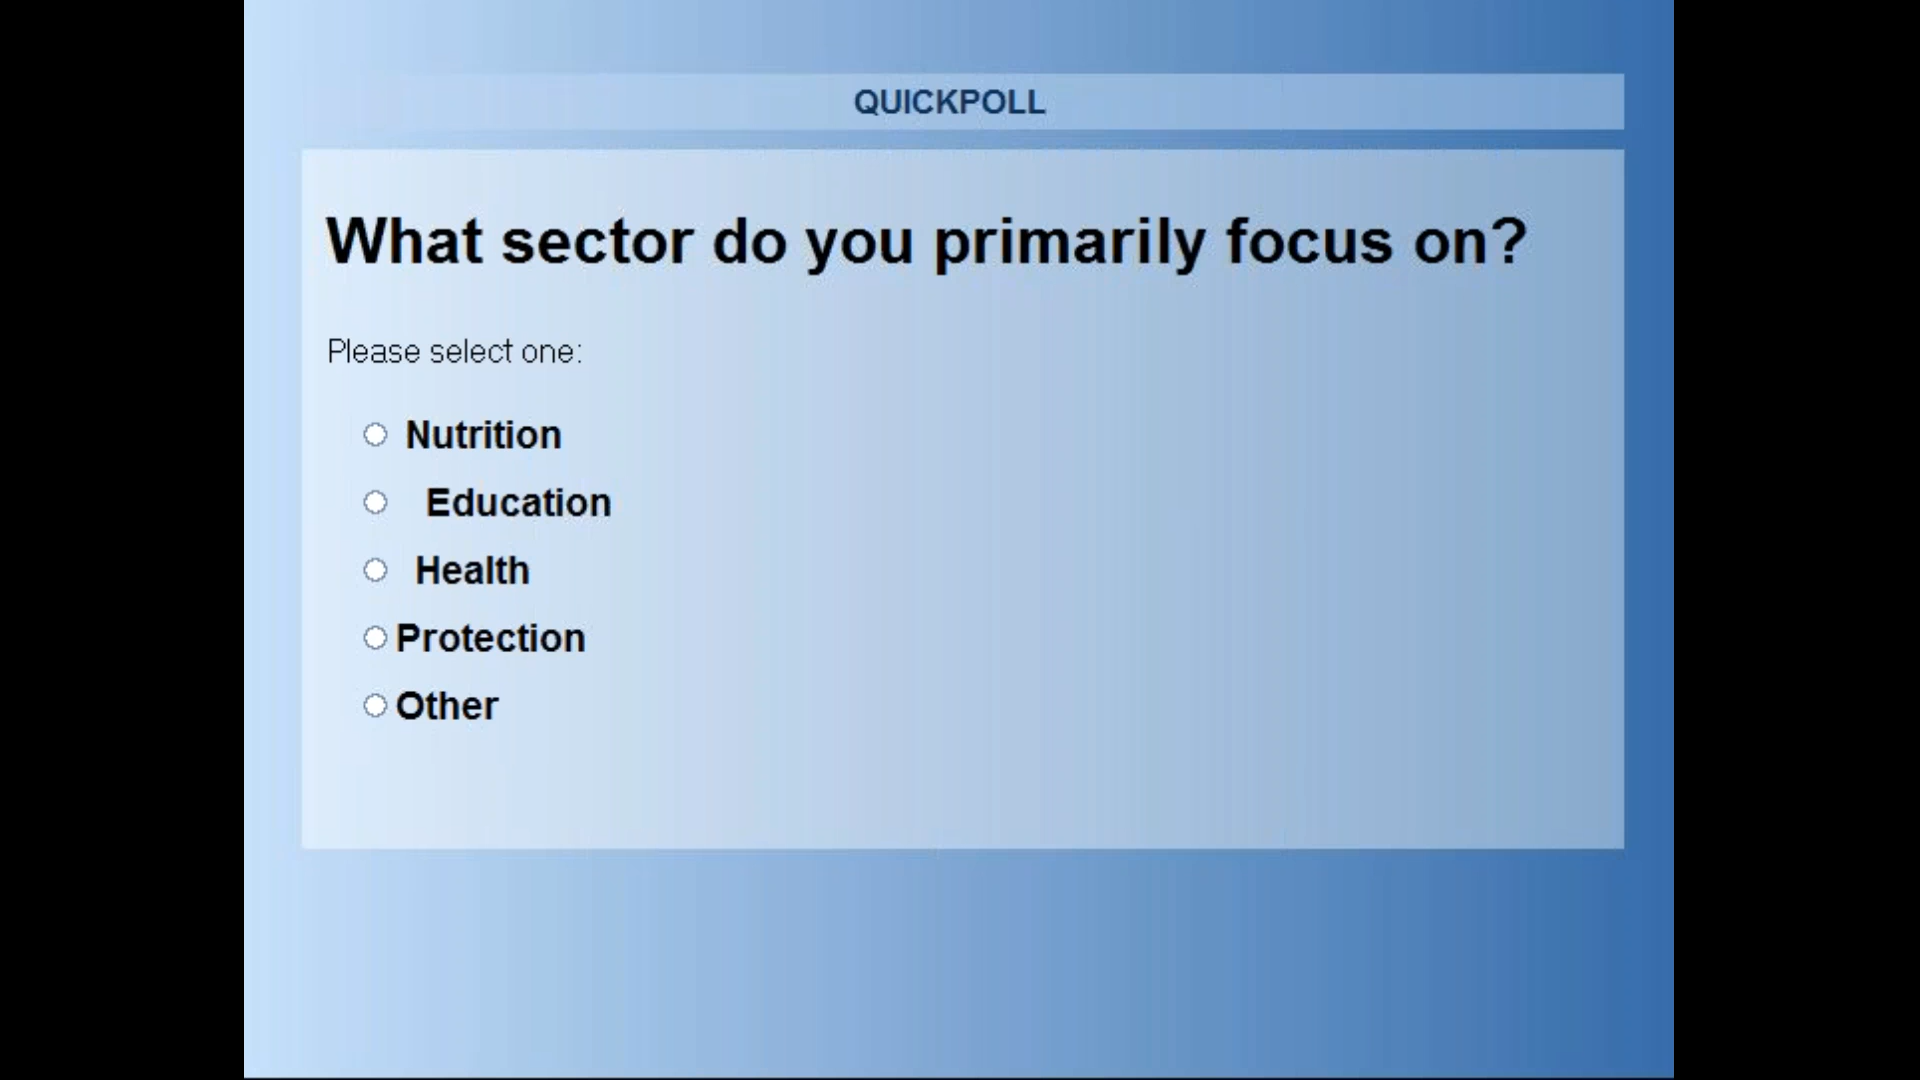 QUICKPOLL
What sector do you primarily focus on?
Please select one:
Nutrition
Education
Health
Protection
Other